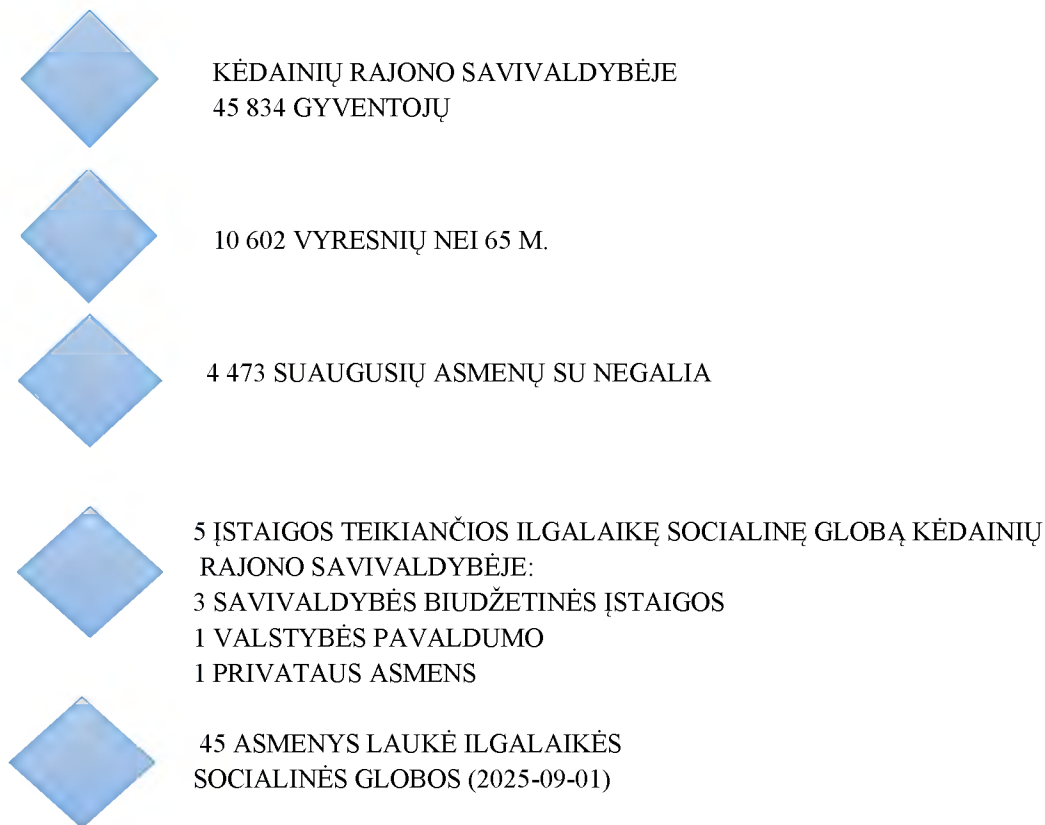 KĖDAINIŲ RAJONO SAVIVALDYBĖJE
45 834 GYVENTOJŲ
10 602 VYRESNIŲ NEI 65 M.
4 473 SUAUGUSIŲ ASMENŲ SU NEGALIA
5 ĮSTAIGOS TEIKIANČIOS ILGALAIKĘ SOCIALINĘ GLOBĄ KĖDAINIŲ
RAJONO SAVIVALDYBĖJE:
3 SAVIVALDYBĖS BIUDŽETINĖS ĮSTAIGOS
1 VALSTYBĖS PAVALDUMO
1 PRIVATAUS ASMENS
45 ASMENYS LAUKĖ ILGALAIKĖS
SOCIALINĖS GLOBOS (2025-09-01)